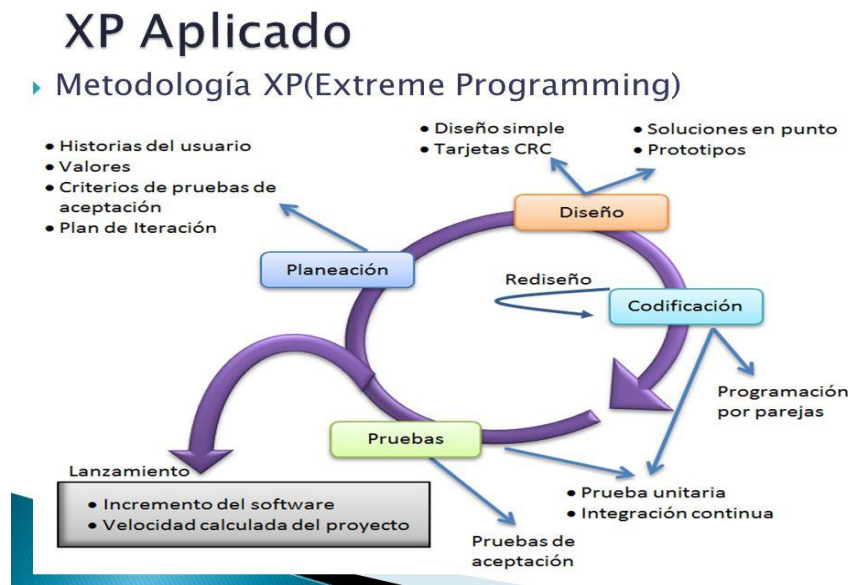 XP Aplicado
Metodología XP(Extreme Programming)
• Historias del usuario
• Valores
• Criterios de pruebas de
aceptación
• Plan de Iteración
• Diseño simple
• Tarjetas CRC
• Soluciones en punto
• Prototipos
Diseño
Planeación
Rediseño
Codificación
Programación
por parejas
Pruebas
Lanzamiento
• Incremento del software
• Velocidad calculada del proyecto
• Prueba unitaria
• Integración continua
Pruebas de
aceptación